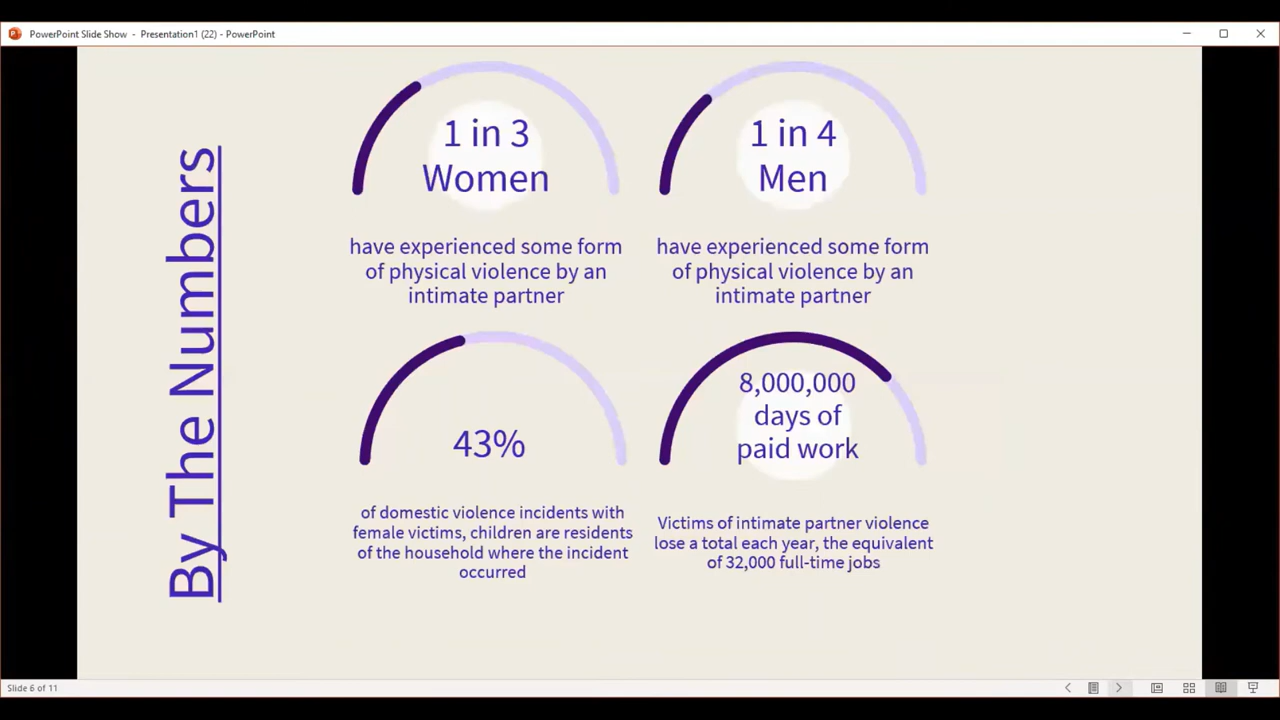 PowerPoint Slide Show - Presentation1 (22) - PowerPoint
By The Numbers
1 in 3
Women
have experienced some form
of physical violence by an
intimate partner
1 in 4
Men
have experienced some form
of physical violence by an
intimate partner
43%
of domestic violence incidents with
female victims, children are residents
of the household where the incident
occurred
8,000,000
days of
paid work
Victims of intimate partner violence
lose a total each year, the equivalent
of 32,000 full-time jobs
Slide 6 of 11